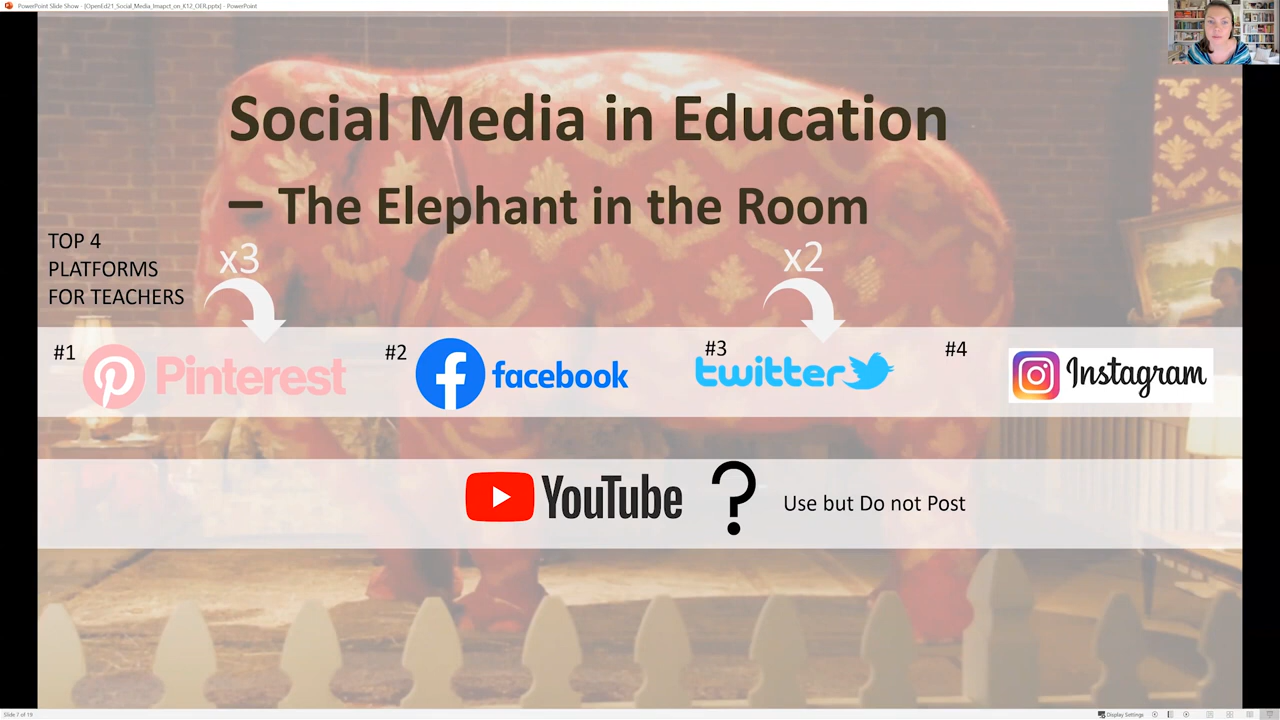 PowerPoint Slide Show - [OpenEd21_Social_Media_Imapct_on_K12_OER.pptx] - PowerPoint
Social Media in Education
– The Elephant in the Room
TOP 4
PLATFORMS
FOR TEACHERS
x3
x2
#1
Pinterest
#2
facebook
#3
twitter
#4
Instagram
YouTube
?
Use but Do not Post
Slide 7 of 19
Display Settings